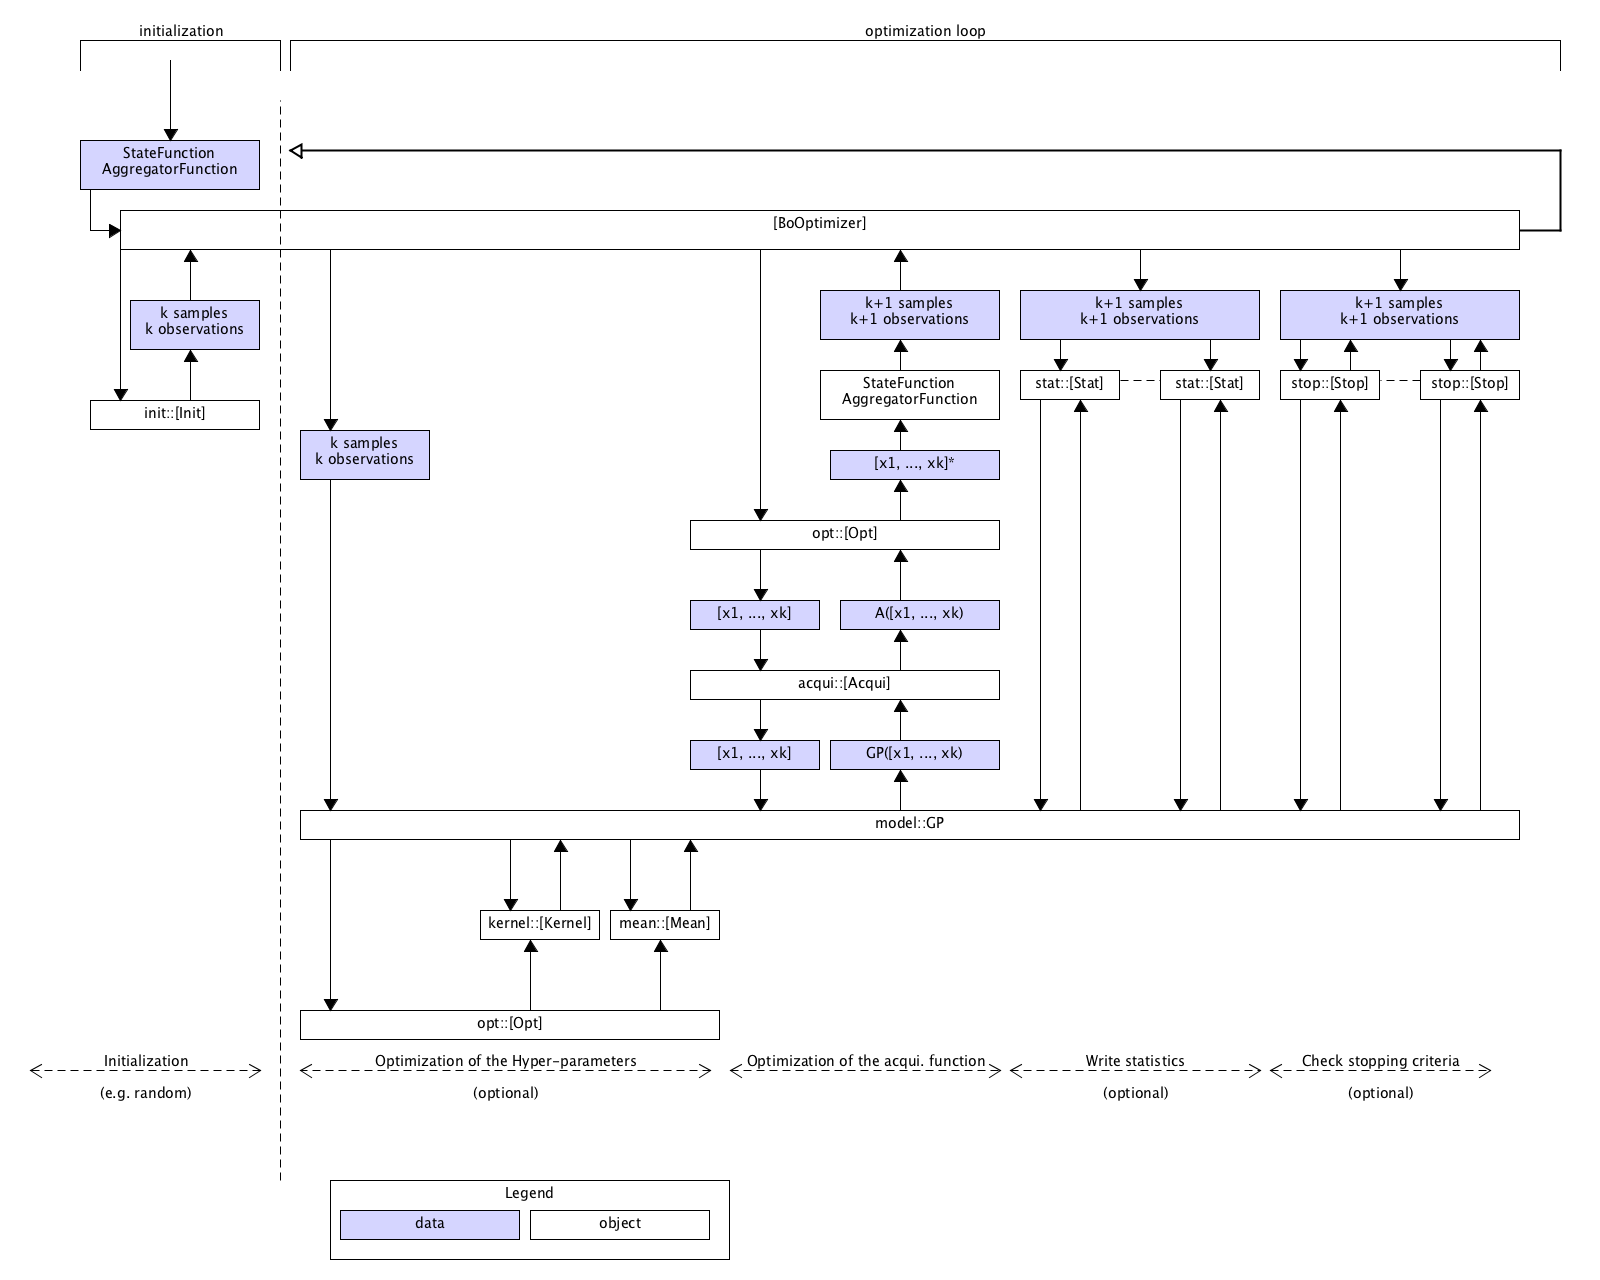 initialization
optimization loop
StateFunction
AggregatorFunction
[BoOptimizer]
k samples
k observations
k+1 samples
k+1 observations
k+1 samples
k+1 observations
k+1 samples
k+1 observations
init::[Init]
StateFunction
AggregatorFunction
stat::[Stat]
stat::[Stat]
stop::[Stop]
stop::[Stop]
k samples
k observations
[x1, ..., xk]*
opt::[Opt]
[x1, ..., xk]
A([x1, ..., xk)
acqui::[Acqui]
[x1, ..., xk]
GP([x1, ..., xk)
model::GP
kernel::[Kernel]
mean::[Mean]
opt::[Opt]
Initialization
(e.g. random)
Optimization of the Hyper-parameters
(optional)
Optimization of the acqui. function
Write statistics
(optional)
Check stopping criteria
(optional)
Legend
data
object